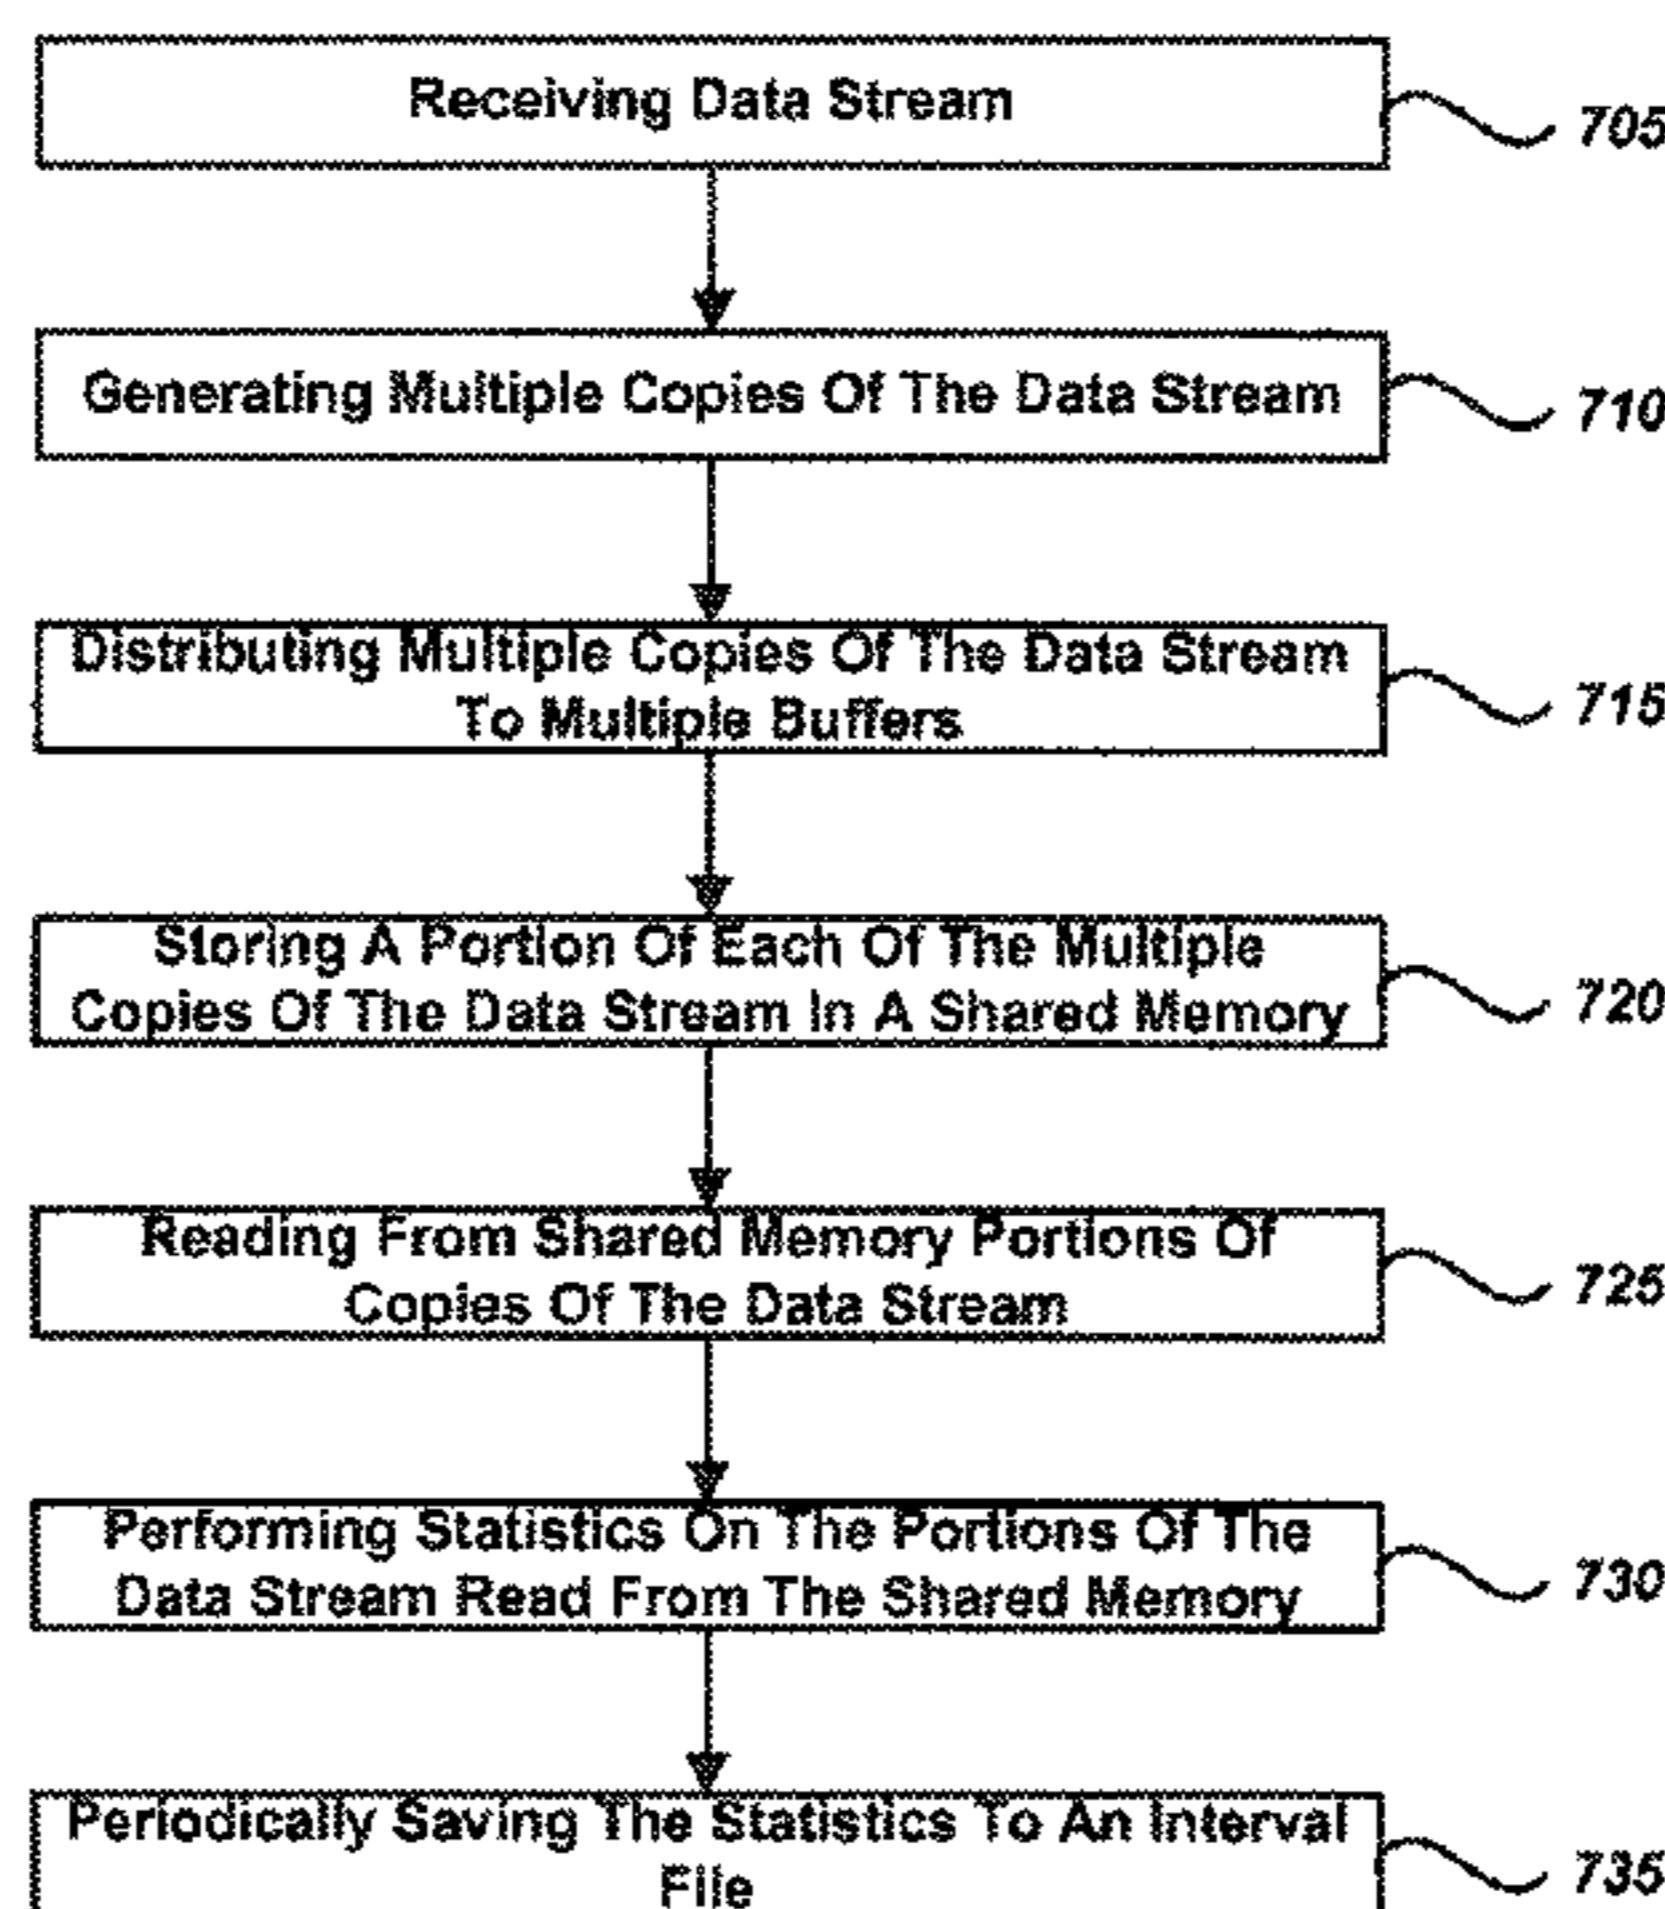 Receiving Data Stream
705
Generating Multiple Copies Of The Data Stream
710
Distributing Multiple Copies Of The Data Stream
To Multiple Buffers
715
Storing A Portion Of Each Of The Multiple
Copies Of The Data Stream In A Shared Memory
720
Reading From Shared Memory Portions Of
Copies Of The Data Stream
725
Performing Statistics On The Portions Of The
Data Stream Read From The Shared Memory
730
Periodically Saving The Statistics To An Interval
File
735